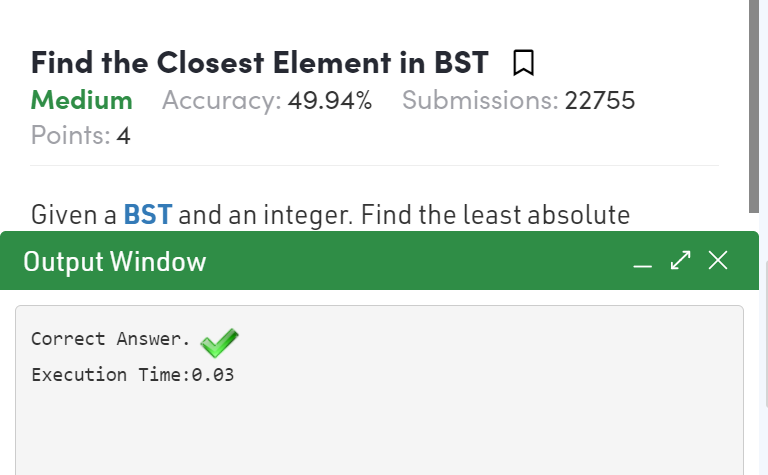 Find the Closest Element in BST
Medium Accuracy: 49.94% Submissions: 22755
Points: 4
Given a BST and an integer. Find the least absolute
Output Window
Correct Answer.
Execution Time:0.03